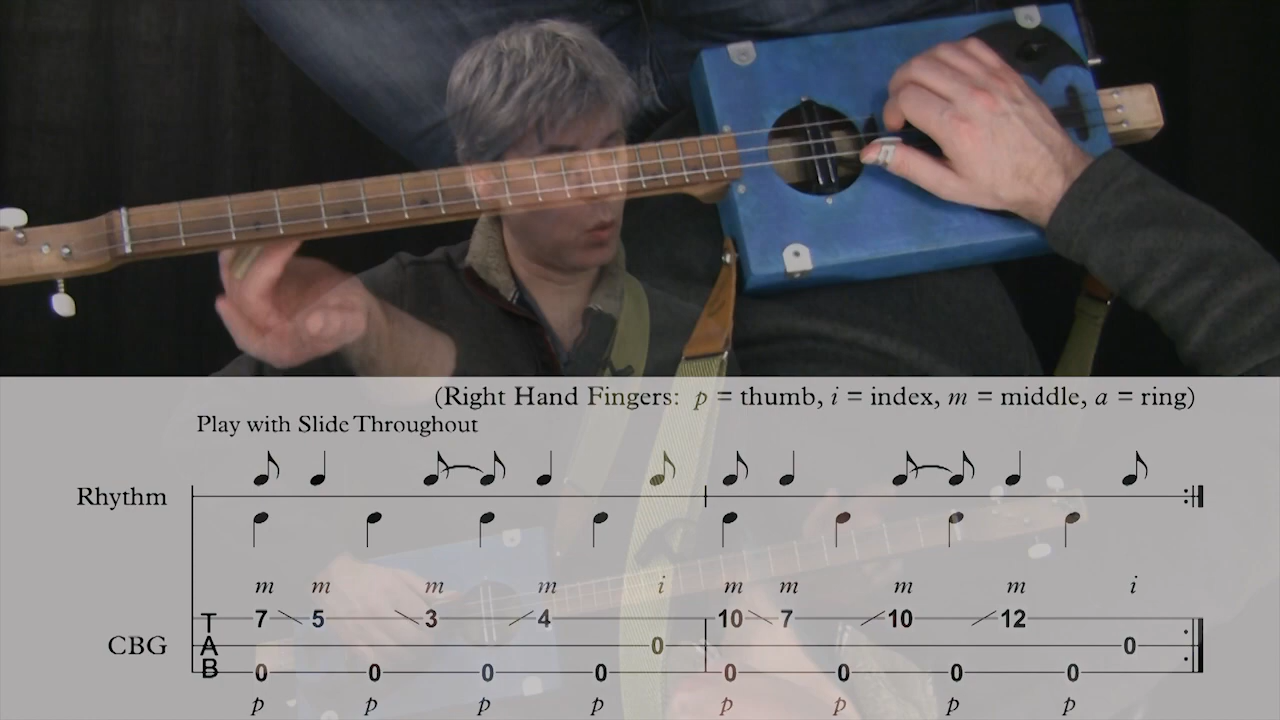 (Right Hand Fingers: p = thumb, i = index, m = middle, a = ring)
Play with Slide Throughout
Rhythm
m m m m i m m m m i
T 7 5 3 4 10 7 10 12
CBG A 0 0
B 0 0 0 0 0 0 0 0
p p p p p p p p